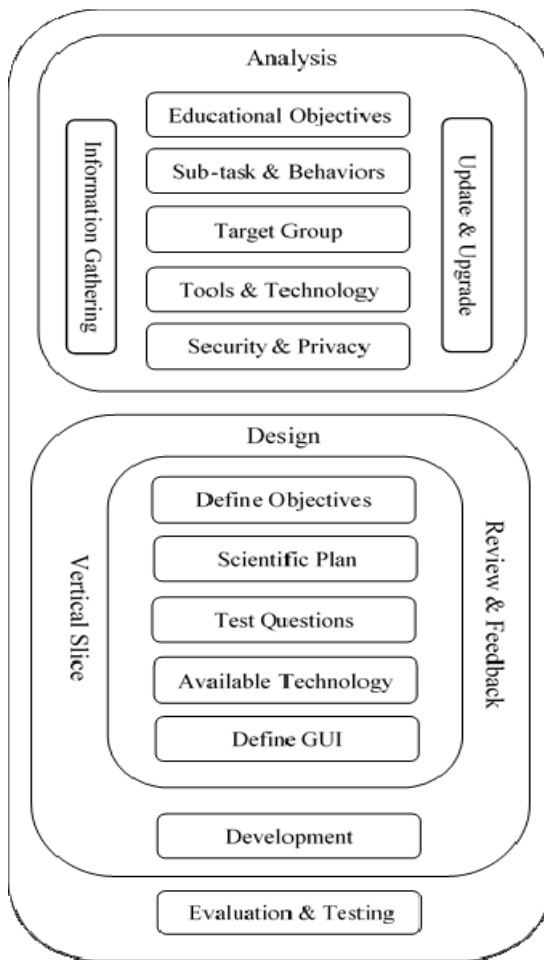 Analysis
Educational Objectives
Sub-task & Behaviors
Target Group
Tools & Technology
Security & Privacy
Information Gathering
Update & Upgrade
Design
Define Objectives
Scientific Plan
Test Questions
Available Technology
Define GUI
Vertical Slice
Review & Feedback
Development
Evaluation & Testing